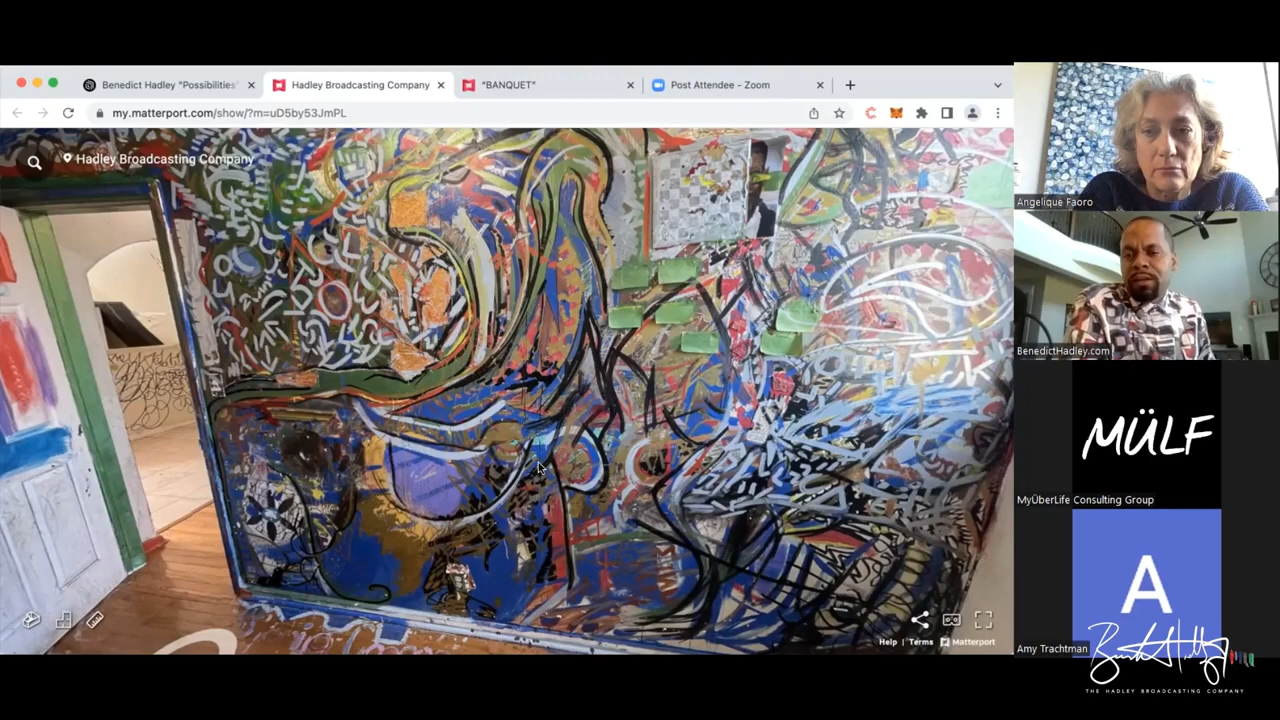 Benedict Hadley "Possibilities"
Hadley Broadcasting Company
"BANQUET"
Post Attendee - Zoom
my.matterport.com/show/?m=uD5by53JmPL
Hadley Broadcasting Company
Help | Terms
Matterport
Angelique Faoro
BenedictHadley.com
MÜLF
MyÜberLife Consulting Group
A
Amy Trachtman
THE HADLEY BROADCASTING COMPANY